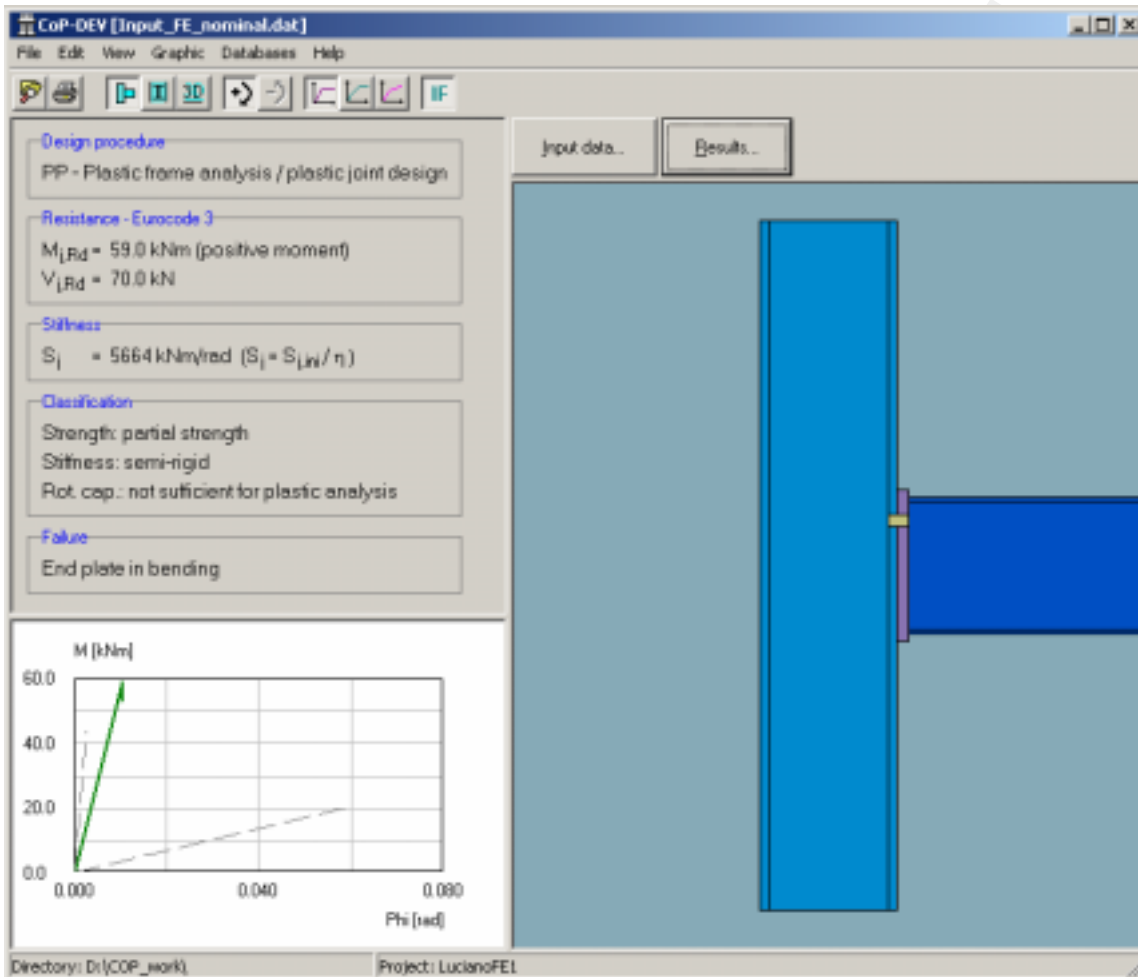 CoP-DEV [Input_FE_nominal.dat]
File Edit View Graphic Databases Help
3D IF
Design procedure
PP - Plastic frame analysis / plastic joint design
Resistance - Eurocode 3
Mj,Rd = 59.0 kNm (positive moment)
Vj,Rd = 70.0 kN
Stiffness
Sj = 5664 kNm/rad (Sj = Sj,ini / η )
Classification
Strength: partial strength
Stiffness: semi-rigid
Rot. cap.: not sufficient for plastic analysis
Failure
End plate in bending
Input data... Results...
M [kNm]
60.0
40.0
20.0
0.0
0.000 0.040 0.080
Phi [rad]
Directory: D:\COP_work\ Project: LucianoFE1